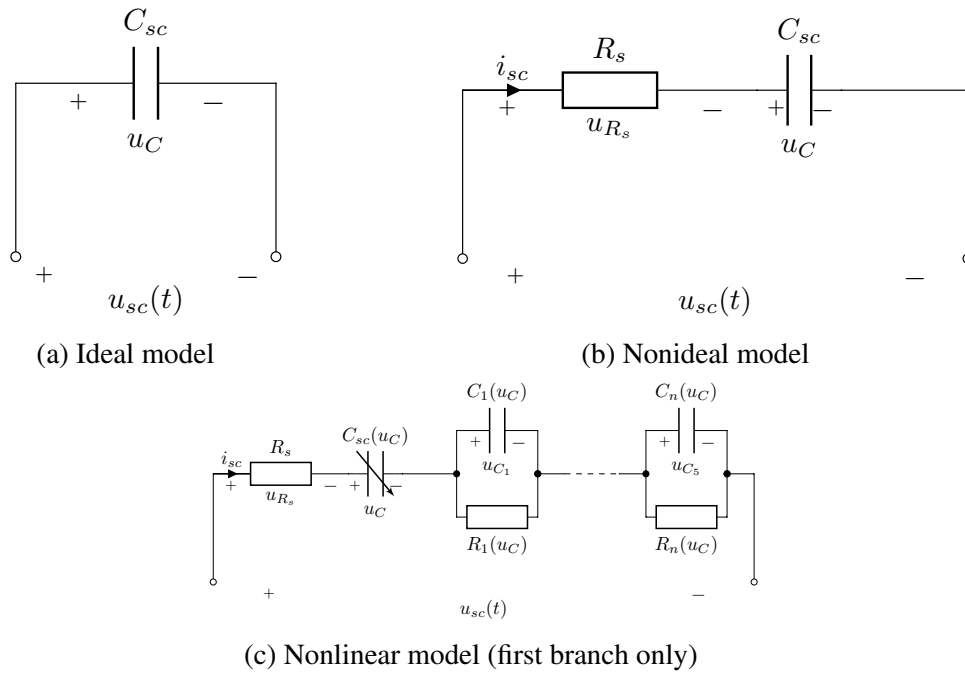 C_{sc}
+ −
u_C
+ −
u_{sc}(t)
(a) Ideal model
R_s C_{sc}
i_{sc}
+ − + −
u_{R_s} u_C
+ −
u_{sc}(t)
(b) Nonideal model
C_1(u_C) C_n(u_C)
+ − + −
u_{C_1} u_{C_5}
R_s C_{sc}(u_C)
i_{sc}
+ − + −
u_{R_s} u_C
R_1(u_C) R_n(u_C)
+ −
u_{sc}(t)
(c) Nonlinear model (first branch only)